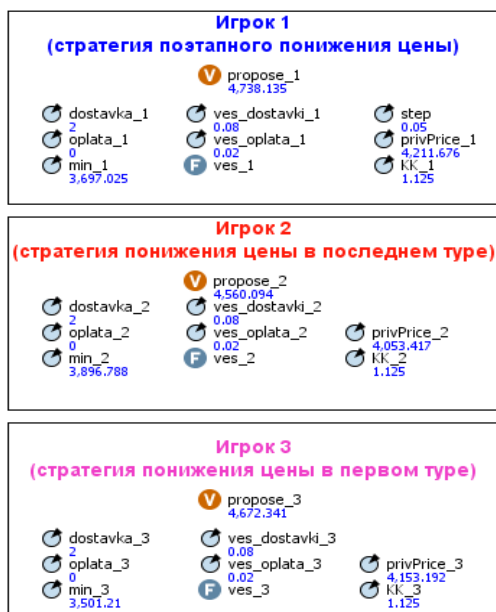 Игрок 1
(стратегия поэтапного понижения цены)
V propose_1
4,738.135
dostavka_1 ves_dostavki_1 step
2 0.08 0.05
oplata_1 ves_oplata_1 privPrice_1
0 0.02 4,211.676
min_1 F ves_1 KK_1
3,697.025 1.125
Игрок 2
(стратегия понижения цены в последнем туре)
V propose_2
4,560.094
dostavka_2 ves_dostavki_2
2 0.08
oplata_2 ves_oplata_2 privPrice_2
0 0.02 4,053.417
min_2 F ves_2 KK_2
3,896.788 1.125
Игрок 3
(стратегия понижения цены в первом туре)
V propose_3
4,672.341
dostavka_3 ves_dostavki_3
2 0.08
oplata_3 ves_oplata_3 privPrice_3
0 0.02 4,153.192
min_3 F ves_3 KK_3
3,501.21 1.125